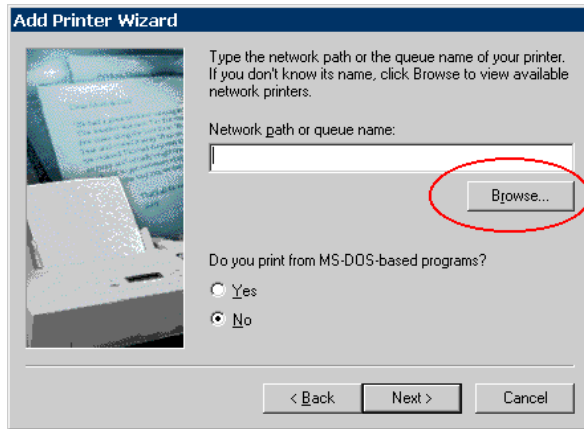 Add Printer Wizard
Type the network path or the queue name of your printer.
If you don't know its name, click Browse to view available
network printers.
Network path or queue name:
Browse...
Do you print from MS-DOS-based programs?
Yes
No
< Back
Next >
Cancel